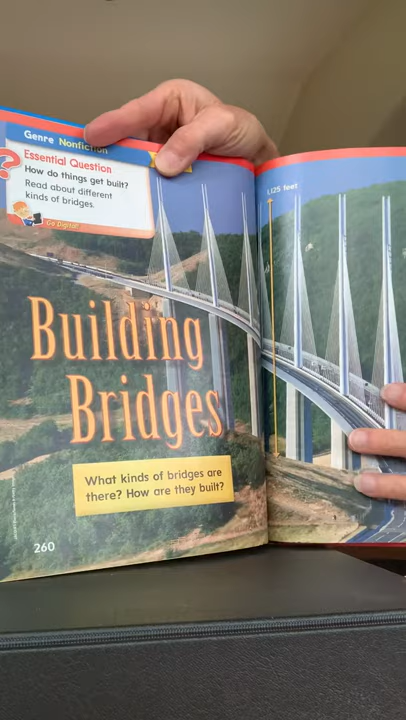 Genre Nonfiction
Essential Question
How do things get built?
Read about different
kinds of bridges.
Go Digital!
1,125 feet
Building
Bridges
What kinds of bridges are
there? How are they built?
260